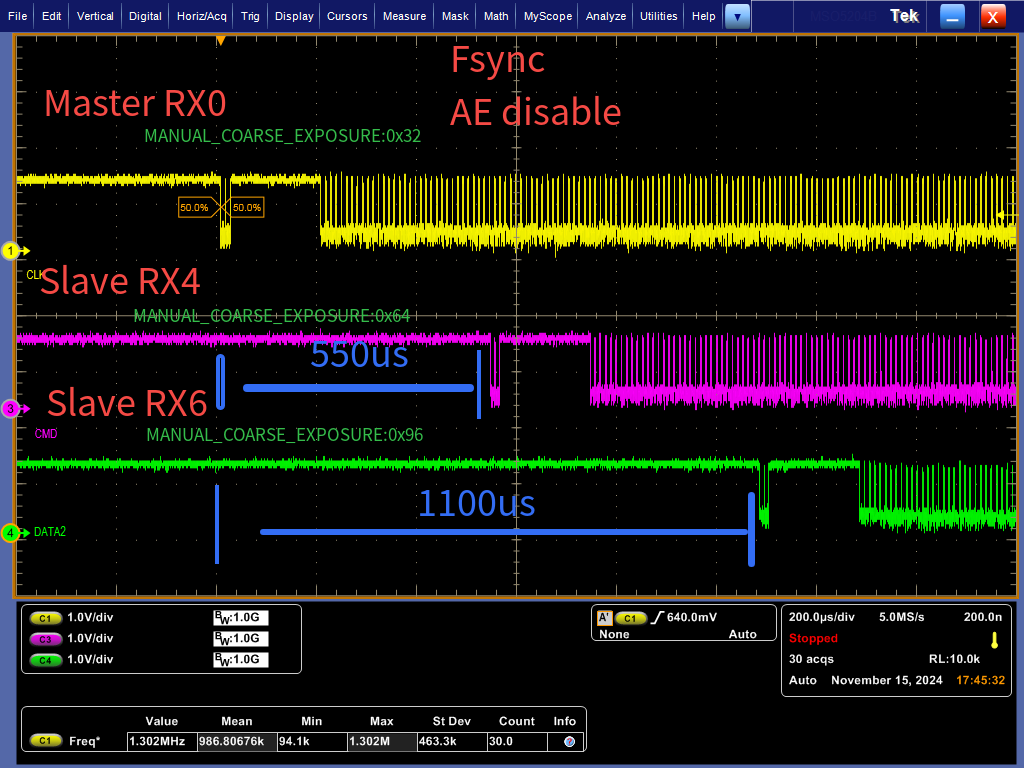 File Edit Vertical Digital Horiz/Acq Trig Display Cursors Measure Mask Math MyScope Analyze Utilities Help Tek X
Fsync
Master RX0
AE disable
MANUAL_COARSE_EXPOSURE:0x32
50.0% 50.0%
1
CLK
Slave RX4
MANUAL_COARSE_EXPOSURE:0x64
550us
Slave RX6
3
CMD
MANUAL_COARSE_EXPOSURE:0x96
1100us
4 DATA2
C1 1.0V/div BW:1.0G
C3 1.0V/div BW:1.0G
C4 1.0V/div BW:1.0G
A' C1 640.0mV
None Auto
200.0µs/div 5.0MS/s 200.0n
Stopped
30 acqs RL:10.0k
Auto November 15, 2024 17:45:32
Value Mean Min Max St Dev Count Info
C1 Freq* 1.302MHz 986.80676k 94.1k 1.302M 463.3k 30.0